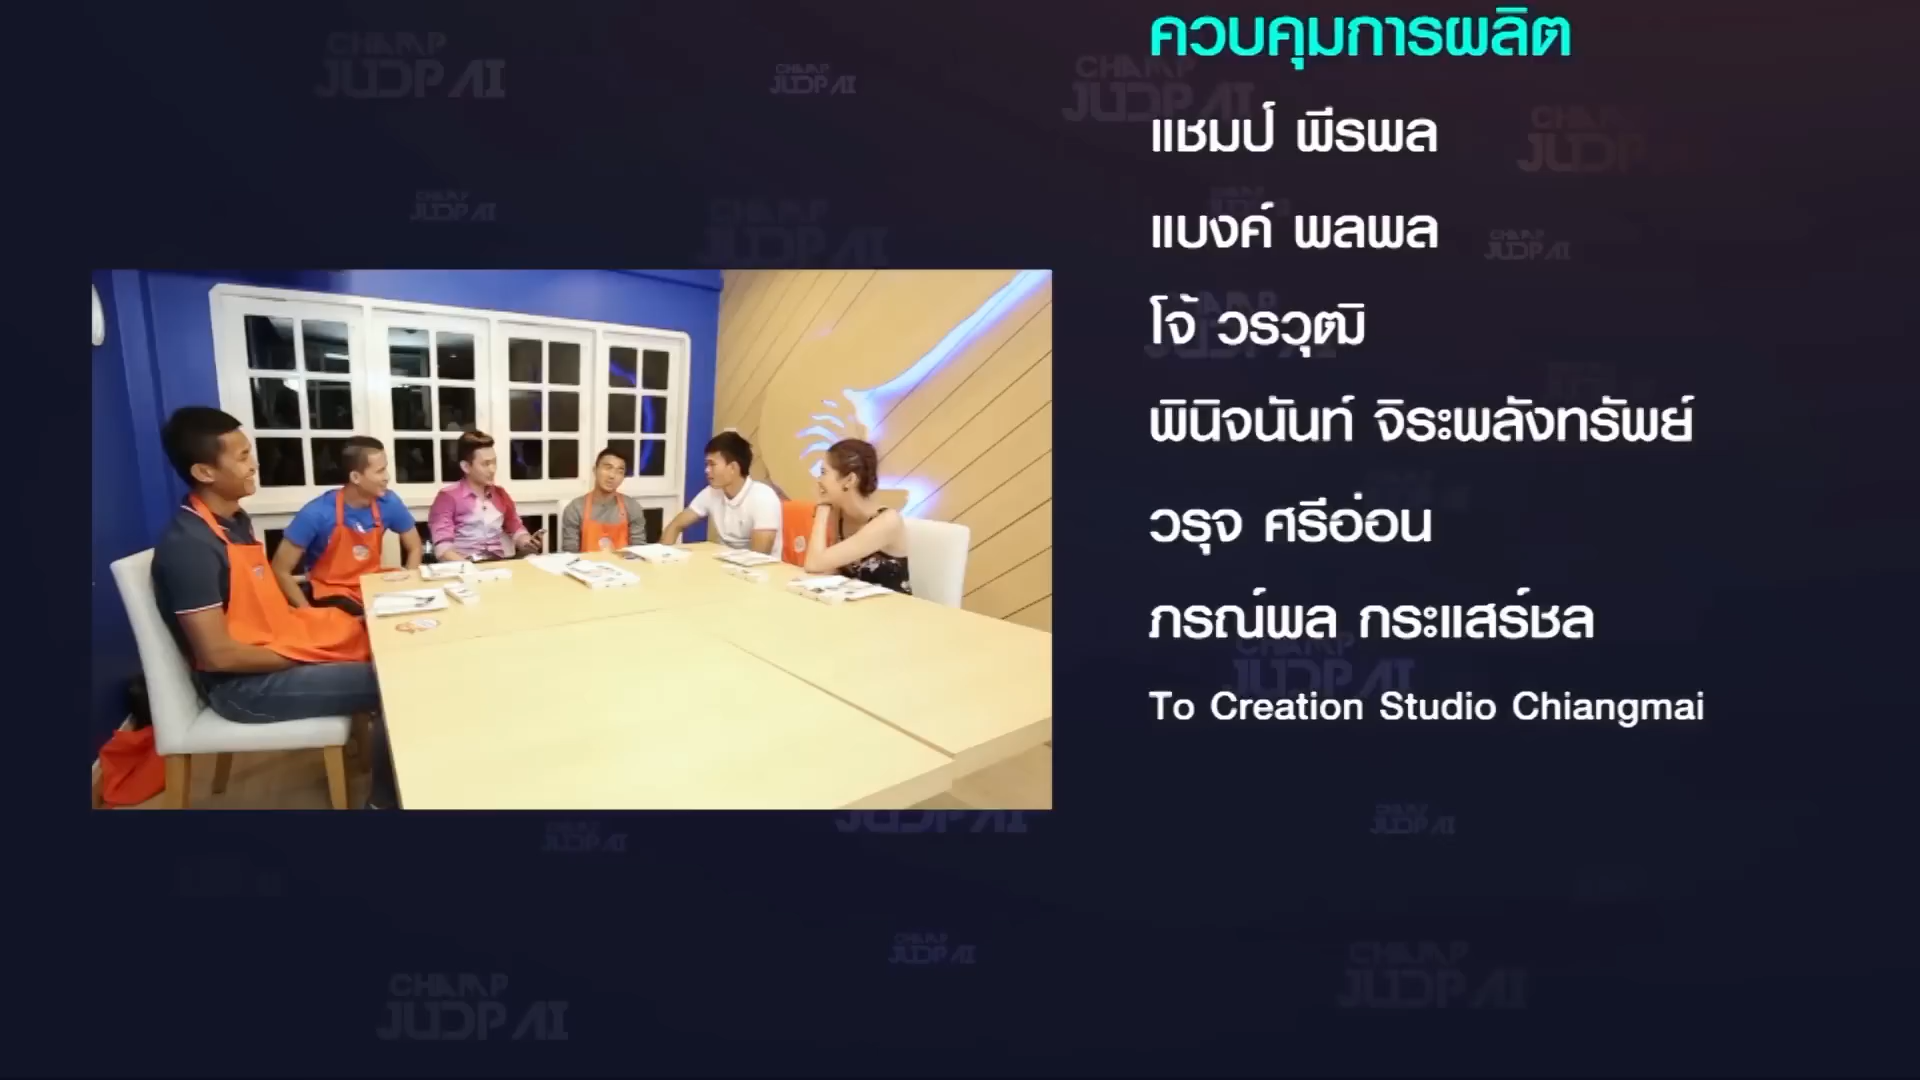 ควบคุมการผลิต
แชมป์ พีรพล
แบงค์ พลพล
โจ้ วรวุฒิ
พินิจนันท์ จิระพลังทรัพย์
วรุจ ศรีอ่อน
ภรณ์พล กระแสร์ชล
To Creation Studio Chiangmai
CHAMP
JUDPAI